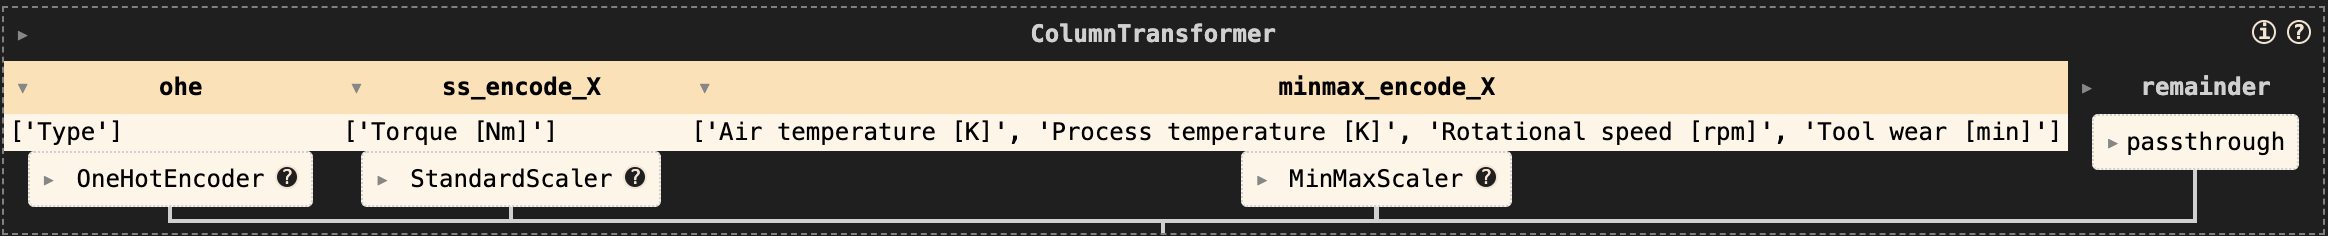 ColumnTransformer
i ?
ohe ss_encode_X minmax_encode_X remainder
['Type'] ['Torque [Nm]'] ['Air temperature [K]', 'Process temperature [K]', 'Rotational speed [rpm]', 'Tool wear [min]'] passthrough
OneHotEncoder ? StandardScaler ? MinMaxScaler ?